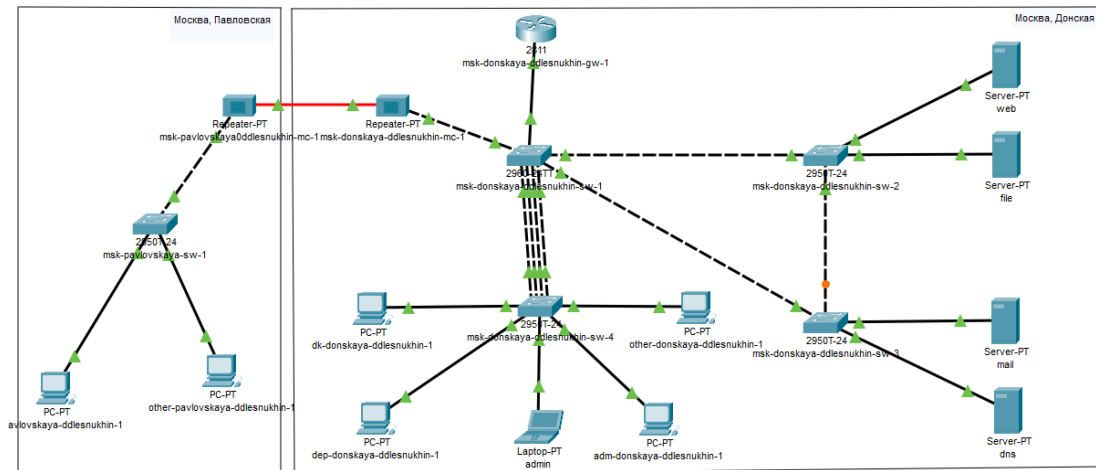 Москва, Павловская
Москва, Донская
2811
msk-donskaya-ddlesnukhin-gw-1
Repeater-PT
msk-pavlovskaya0ddlesnukhin-mc-1
Repeater-PT
msk-donskaya-ddlesnukhin-mc-1
2960-24TT
msk-donskaya-ddlesnukhin-sw-1
2950T-24
msk-donskaya-ddlesnukhin-sw-2
Server-PT
web
Server-PT
file
2950T-24
msk-pavlovskaya-sw-1
PC-PT
dk-donskaya-ddlesnukhin-1
2950T-24
msk-donskaya-ddlesnukhin-sw-4
PC-PT
other-donskaya-ddlesnukhin-1
2950T-24
msk-donskaya-ddlesnukhin-sw-3
Server-PT
mail
PC-PT
avlovskaya-ddlesnukhin-1
PC-PT
other-pavlovskaya-ddlesnukhin-1
PC-PT
dep-donskaya-ddlesnukhin-1
Laptop-PT
admin
PC-PT
adm-donskaya-ddlesnukhin-1
Server-PT
dns